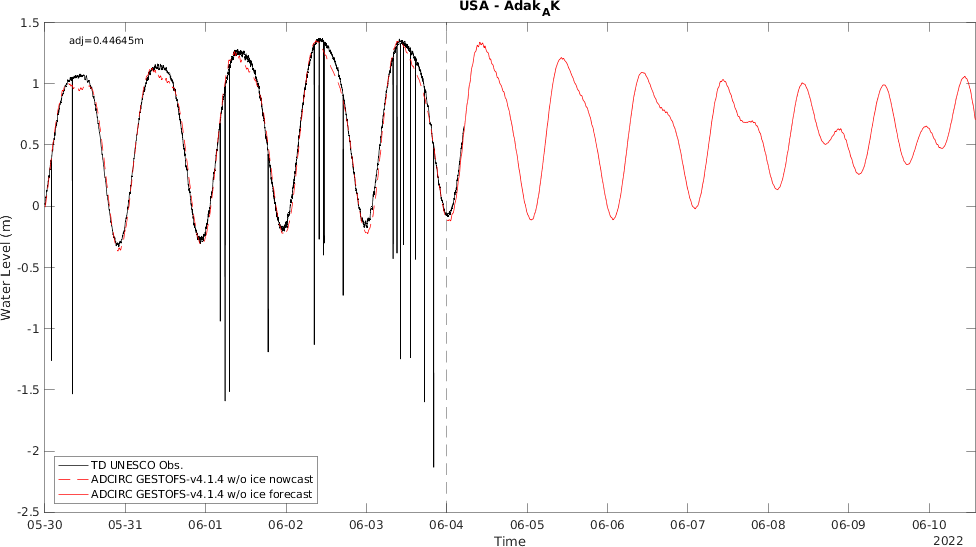 USA - Adak_AK
adj=0.44645m
1.5
1
0.5
0
-0.5
-1
-1.5
-2
-2.5
Water Level (m)
TD UNESCO Obs.
ADCIRC GESTOFS-v4.1.4 w/o ice nowcast
ADCIRC GESTOFS-v4.1.4 w/o ice forecast
05-30 05-31 06-01 06-02 06-03 06-04 06-05 06-06 06-07 06-08 06-09 06-10
Time
2022